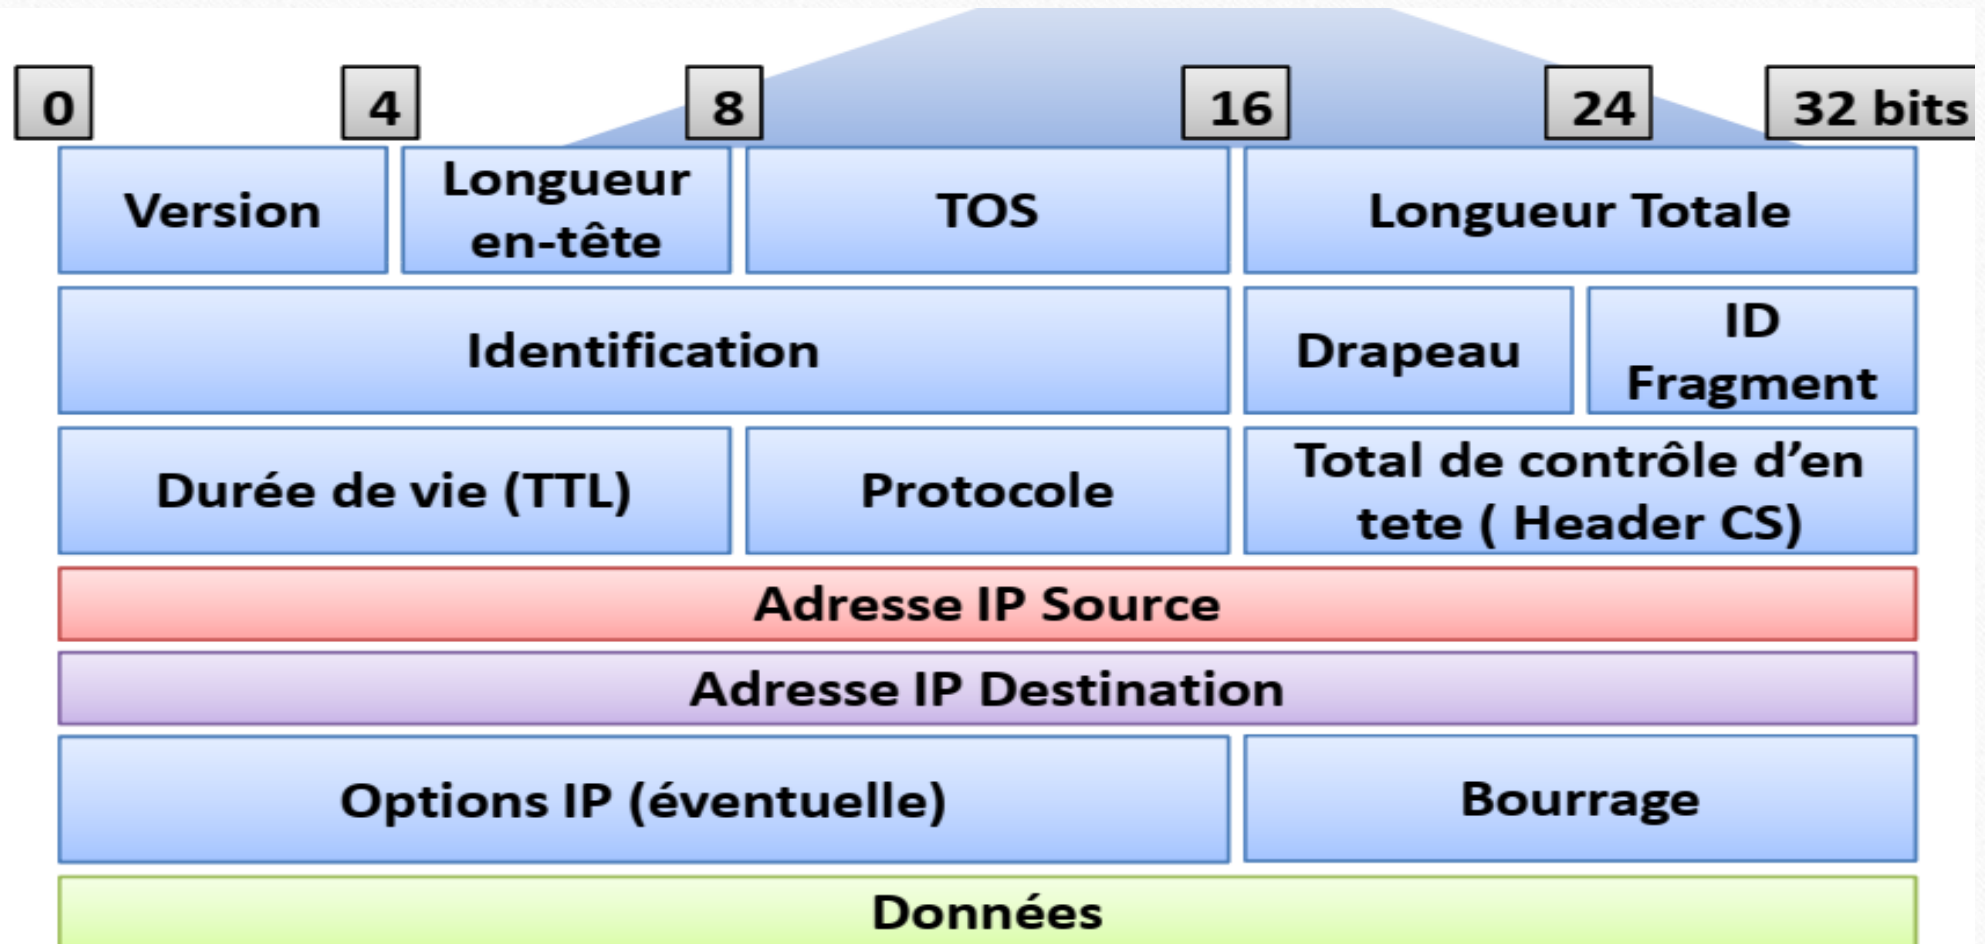 0 4 8 16 24 32 bits
Version
Longueur
en-tête
TOS
Longueur Totale
Identification
Drapeau
ID
Fragment
Durée de vie (TTL)
Protocole
Total de contrôle d’en
tete ( Header CS)
Adresse IP Source
Adresse IP Destination
Options IP (éventuelle)
Bourrage
Données